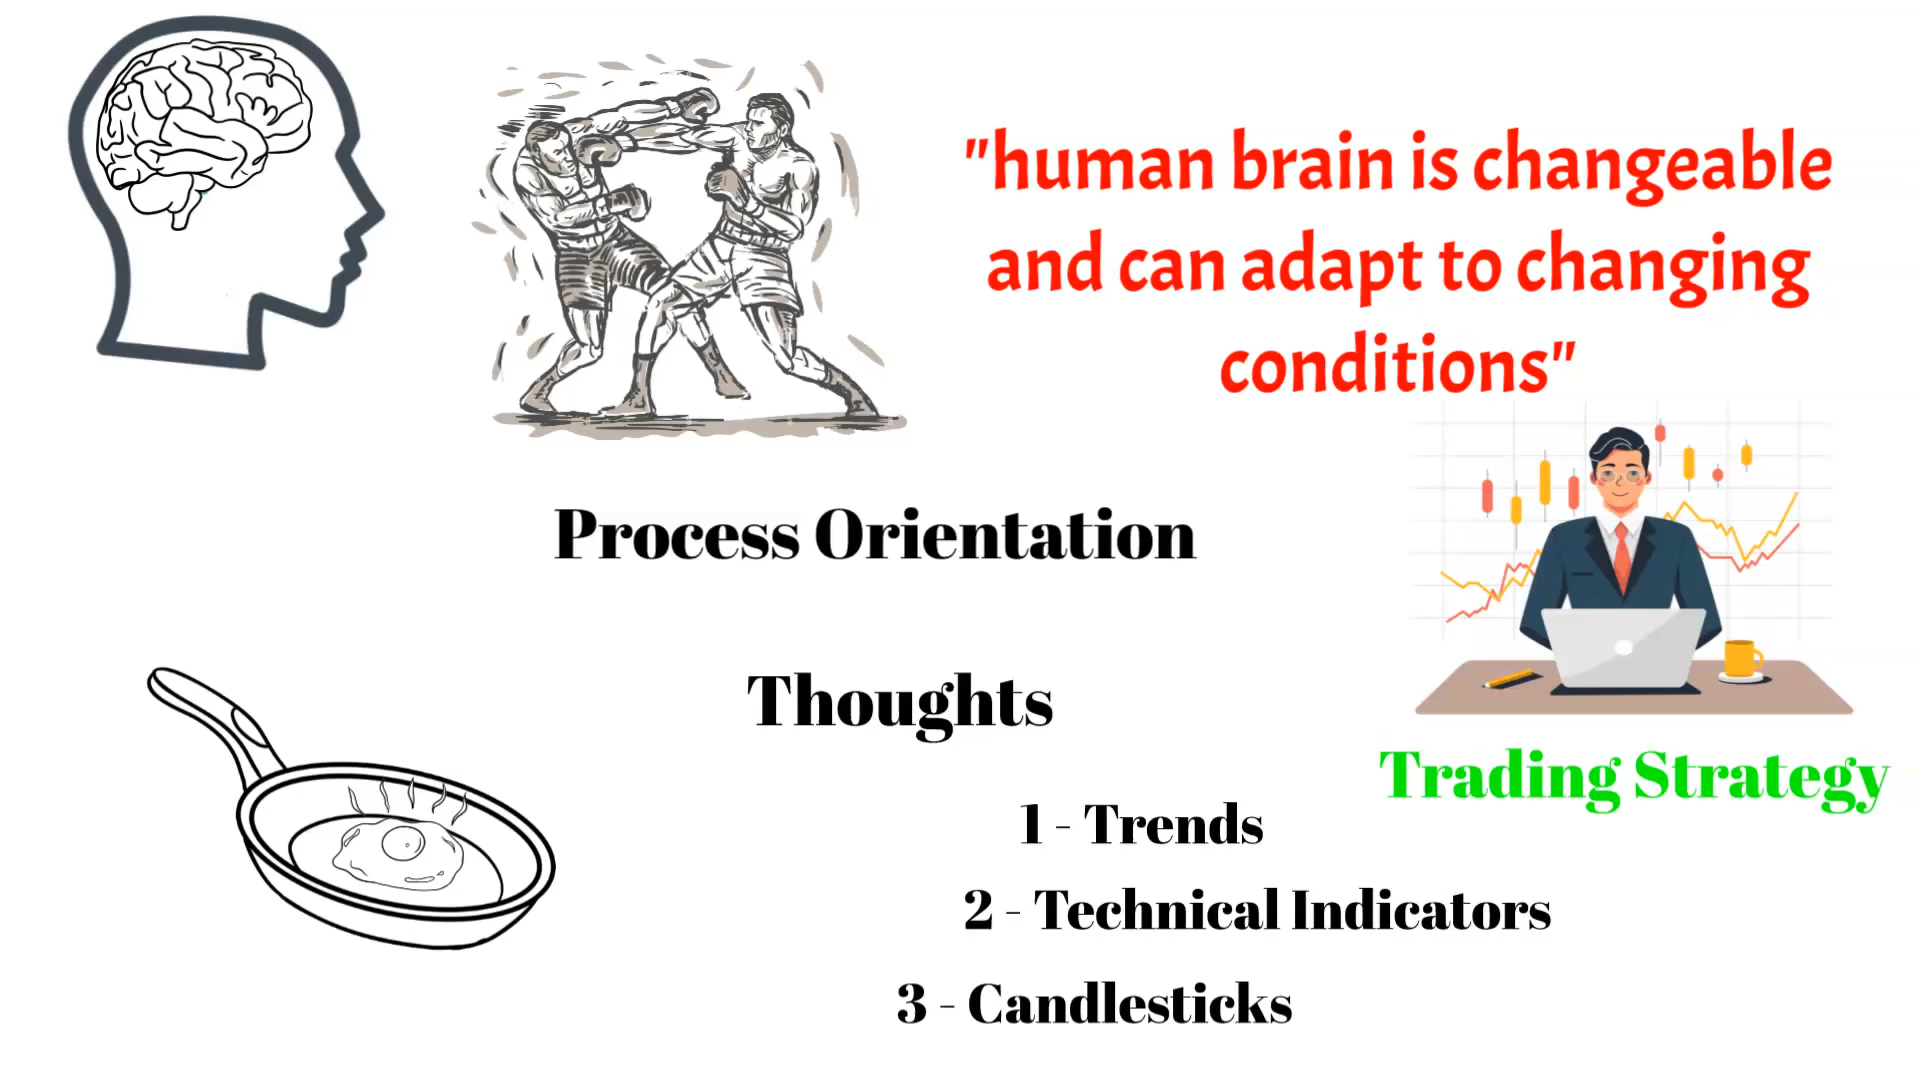 "human brain is changeable
and can adapt to changing
conditions"
Process Orientation
Thoughts
Trading Strategy
1 - Trends
2 - Technical Indicators
3 - Candlesticks